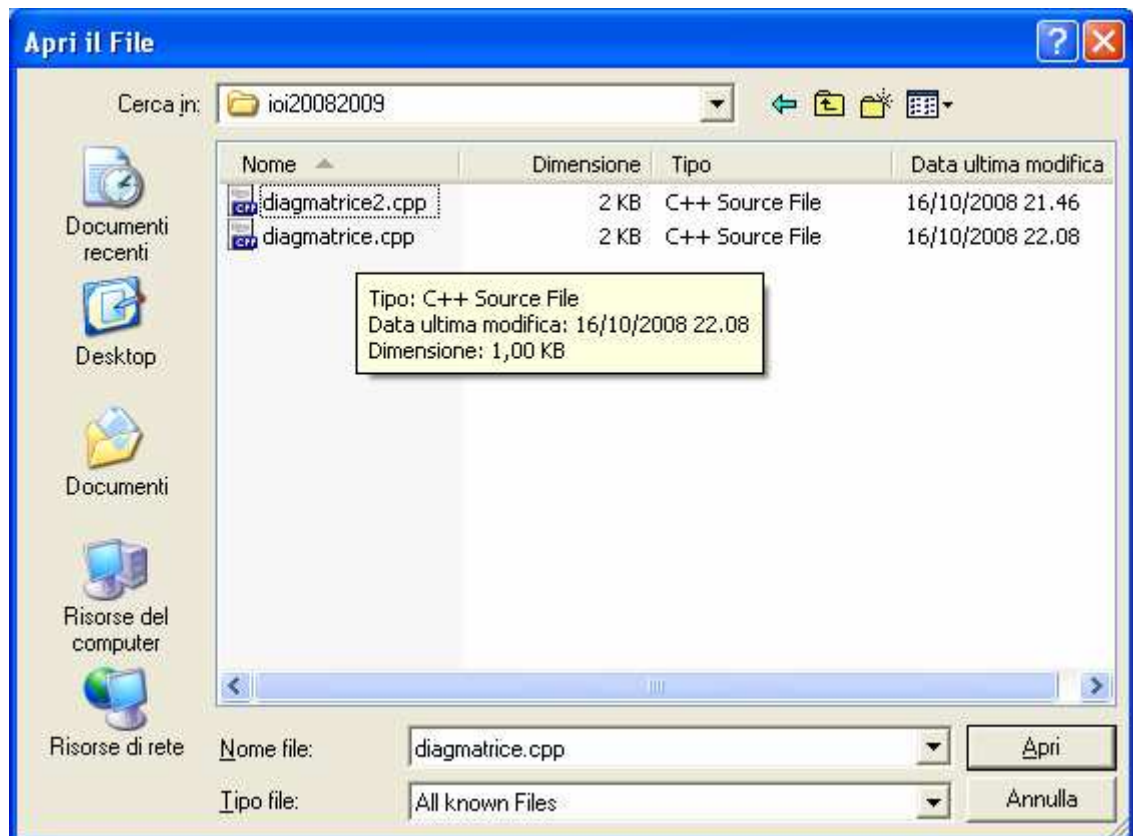 Apri il File
Cerca in: ioi20082009
Nome Dimensione Tipo Data ultima modifica
diagmatrice2.cpp 2 KB C++ Source File 16/10/2008 21.46
diagmatrice.cpp 2 KB C++ Source File 16/10/2008 22.08
Tipo: C++ Source File
Data ultima modifica: 16/10/2008 22.08
Dimensione: 1,00 KB
Documenti
recenti
Desktop
Documenti
Risorse del
computer
Risorse di rete
Nome file: diagmatrice.cpp Apri
Tipo file: All known Files Annulla